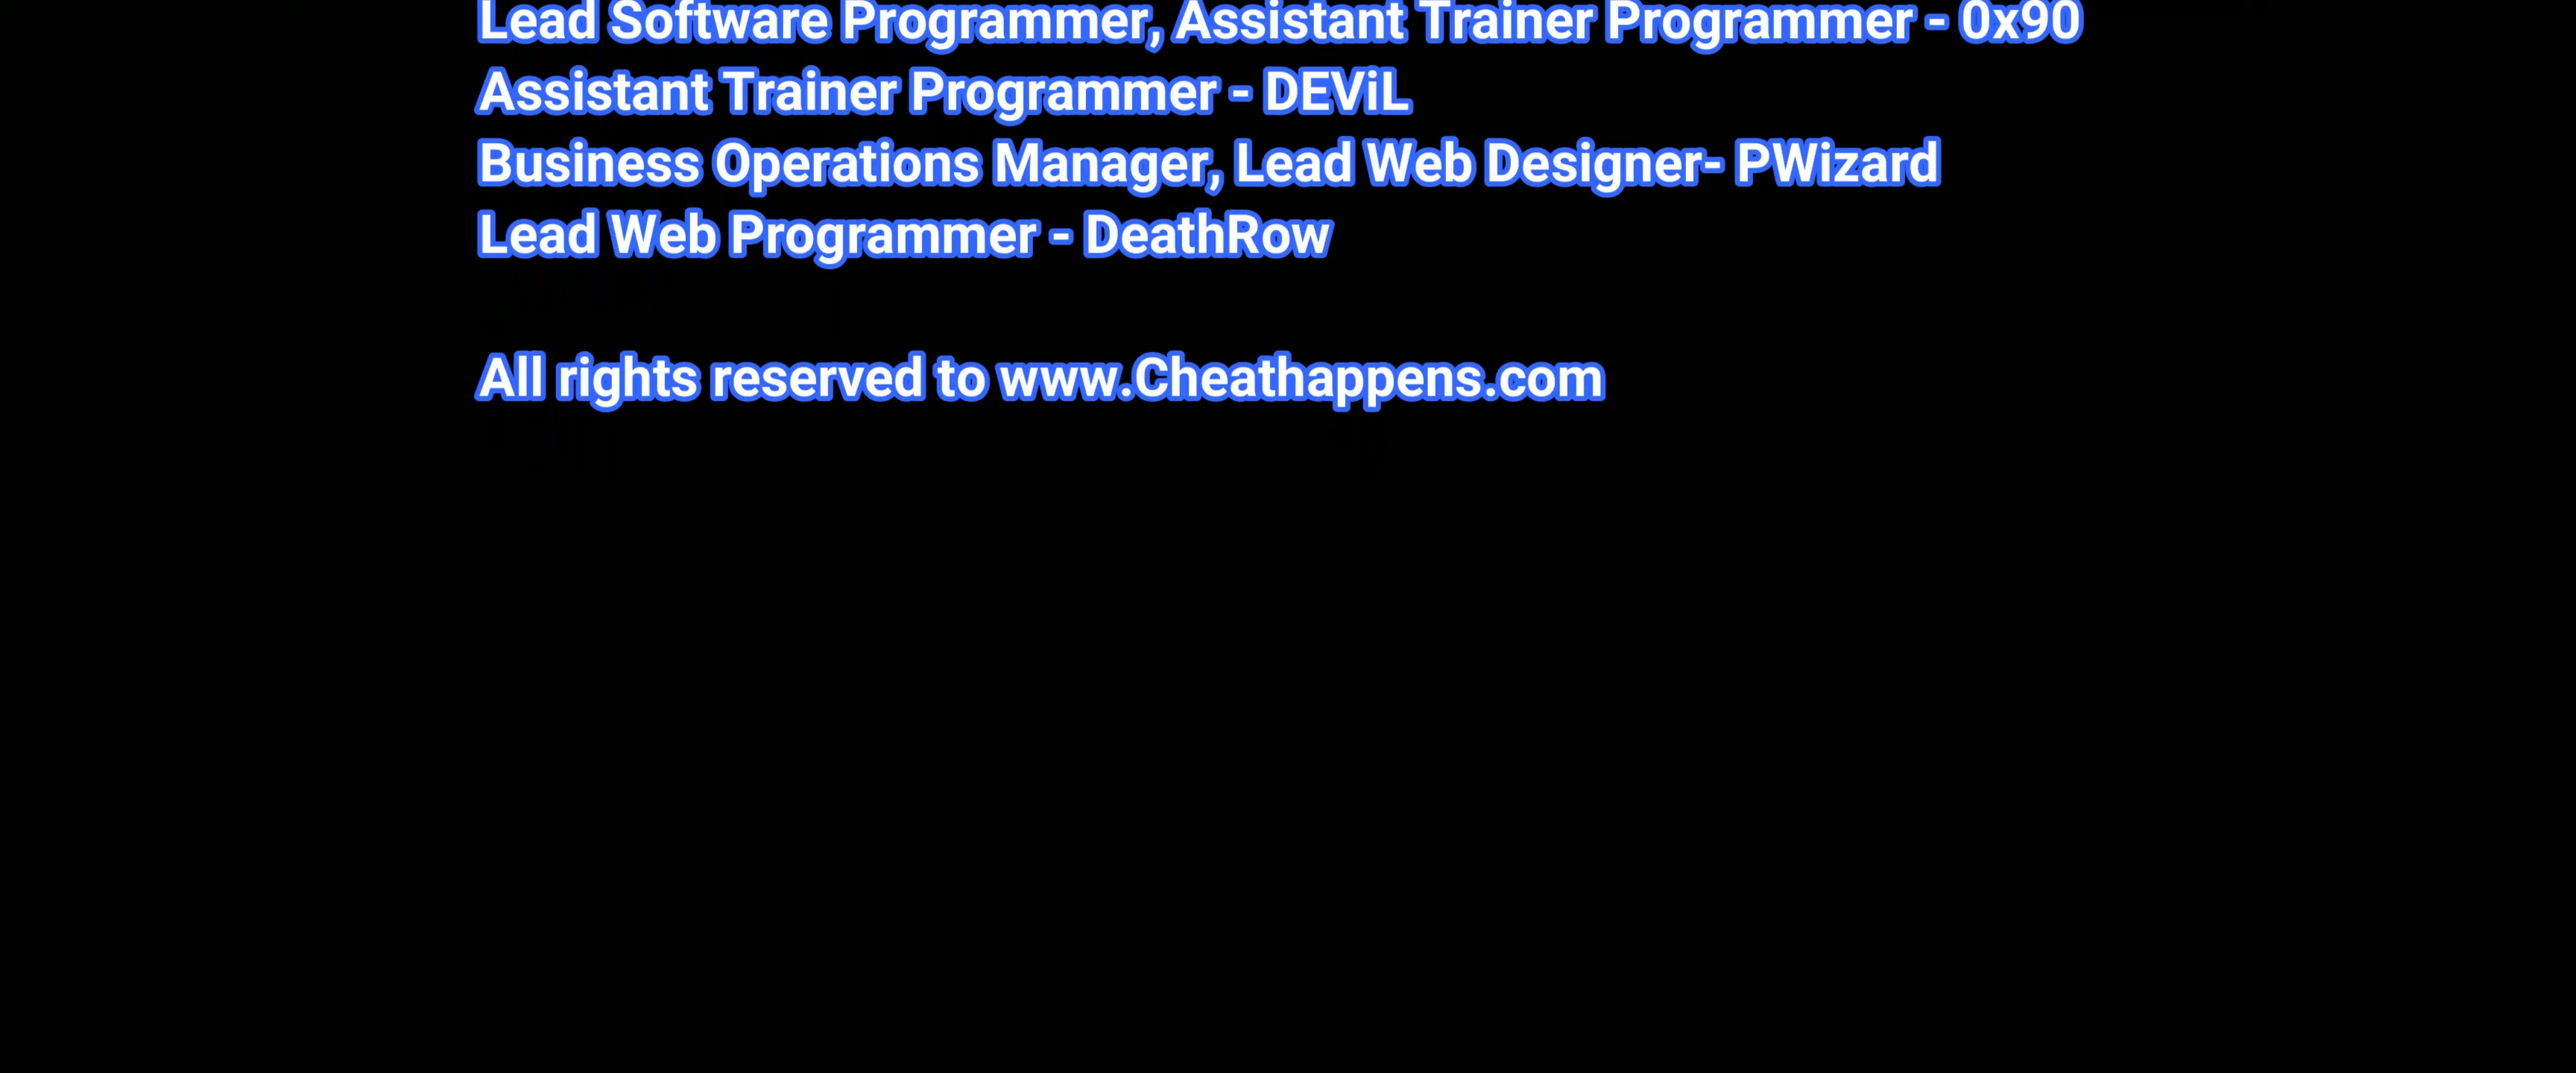 Lead Software Programmer, Assistant Trainer Programmer - 0x90
Assistant Trainer Programmer - DEViL
Business Operations Manager, Lead Web Designer- PWizard
Lead Web Programmer - DeathRow
All rights reserved to www.Cheathappens.com